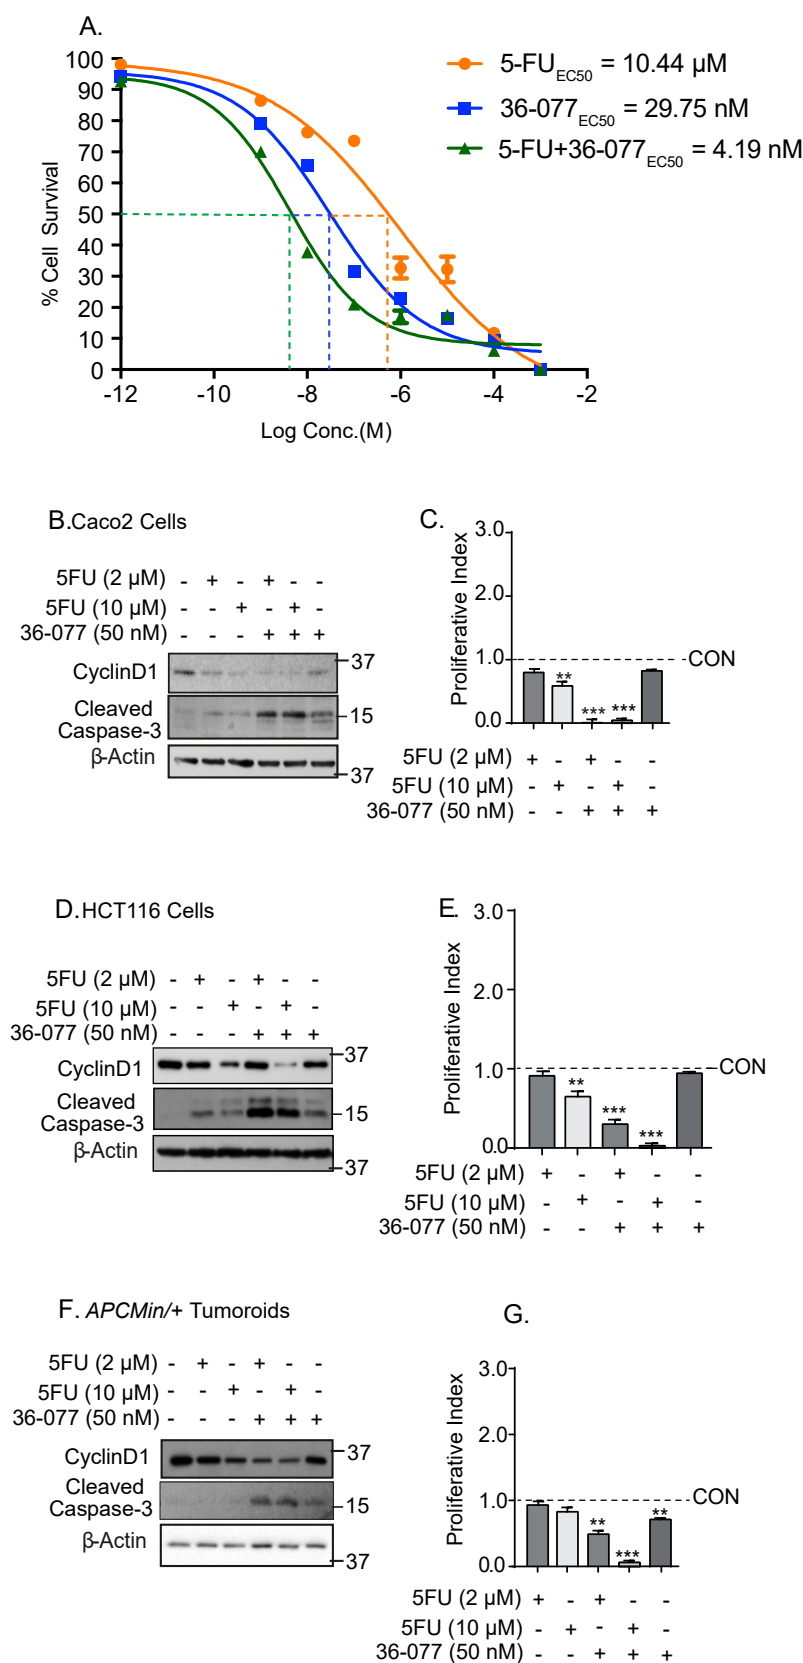 A.
100
90
80
70
60
50
40
30
20
10
0
% Cell Survival
-12 -10 -8 -6 -4 -2
Log Conc.(M)
5-FUEC50 = 10.44 µM
36-077EC50 = 29.75 nM
5-FU+36-077EC50 = 4.19 nM
B.Caco2 Cells
5FU (2 µM) - + - + - -
5FU (10 µM) - - + - + -
36-077 (50 nM) - - - + + +
CyclinD1
37
Cleaved
Caspase-3
15
β-Actin
37
C.
Proliferative Index
3.0
2.0
1.0
0.0
CON
** *** ***
5FU (2 µM) + - + - -
5FU (10 µM) - + - + -
36-077 (50 nM) - - + + +
D.HCT116 Cells
5FU (2 µM) - + - + - -
5FU (10 µM) - - + - + -
36-077 (50 nM) - - - + + +
CyclinD1
37
Cleaved
Caspase-3
15
β-Actin
37
E.
Proliferative Index
3.0
2.0
1.0
0.0
CON
** *** ***
5FU (2 µM) + - + - -
5FU (10 µM) - + - + -
36-077 (50 nM) - - + + +
F. APCMin/+ Tumoroids
5FU (2 µM) - + - + - -
5FU (10 µM) - - + - + -
36-077 (50 nM) - - - + + +
CyclinD1
37
Cleaved
Caspase-3
15
β-Actin
37
G.
Proliferative Index
3.0
2.0
1.0
0.0
CON
** *** **
5FU (2 µM) + - + - -
5FU (10 µM) - + - + -
36-077 (50 nM) - - + + +